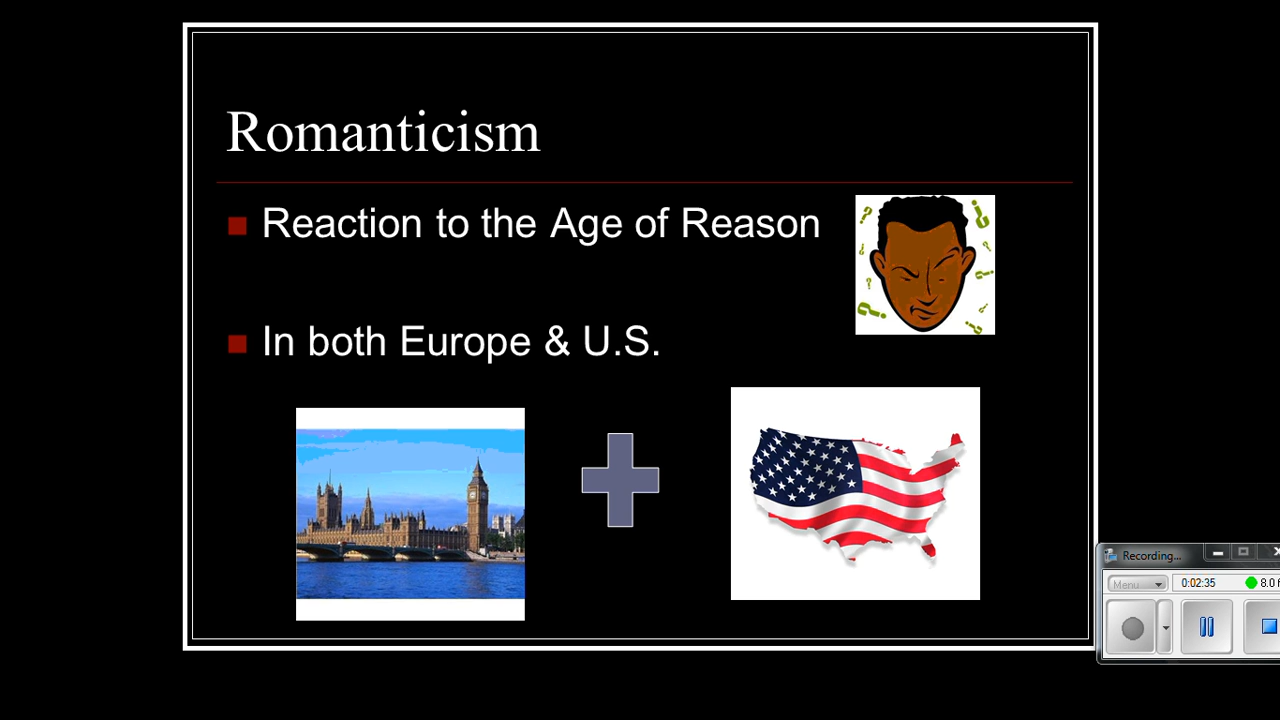 Romanticism
Reaction to the Age of Reason
In both Europe & U.S.
Recording...
Menu
0:02:35
8.0 f